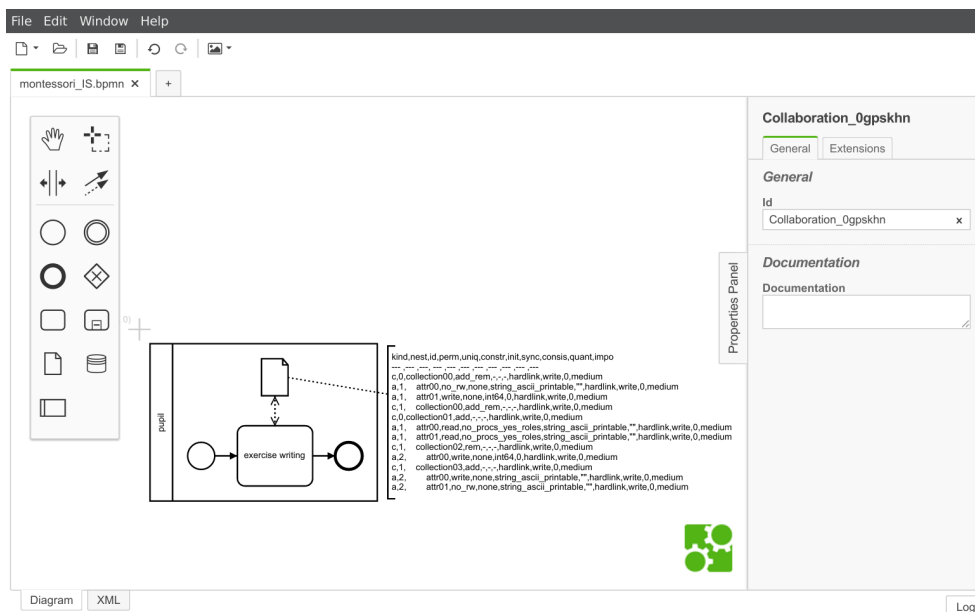 File Edit Window Help
montessori_IS.bpmn ×
+
Collaboration_0gpskhn
General Extensions
General
Id
Collaboration_0gpskhn x
Documentation
Documentation
Properties Panel
0)
pupil
exercise writing
kind,nest,id,perm,uniq,constr,init,sync,consis,quant,impo
--- ,--- ,--- ,--- ,--- ,--- ,--- ,--- ,--- ,--- ,---
c,0,collection00,add_rem,-,-,-,hardlink,write,0,medium
a,1, attr00,no_rw,none,string_ascii_printable,"",hardlink,write,0,medium
a,1, attr01,write,none,int64,0,hardlink,write,0,medium
c,1, collection00,add_rem,-,-,-,hardlink,write,0,medium
c,0,collection01,add,-,-,-,hardlink,write,0,medium
a,1, attr00,read,no_procs_yes_roles,string_ascii_printable,"",hardlink,write,0,medium
a,1, attr01,read,no_procs_yes_roles,string_ascii_printable,"",hardlink,write,0,medium
c,1, collection02,rem,-,-,-,hardlink,write,0,medium
a,2, attr00,write,none,int64,0,hardlink,write,0,medium
c,1, collection03,add,-,-,-,hardlink,write,0,medium
a,2, attr00,write,none,string_ascii_printable,"",hardlink,write,0,medium
a,2, attr01,no_rw,none,string_ascii_printable,"",hardlink,write,0,medium
Diagram XML
Log